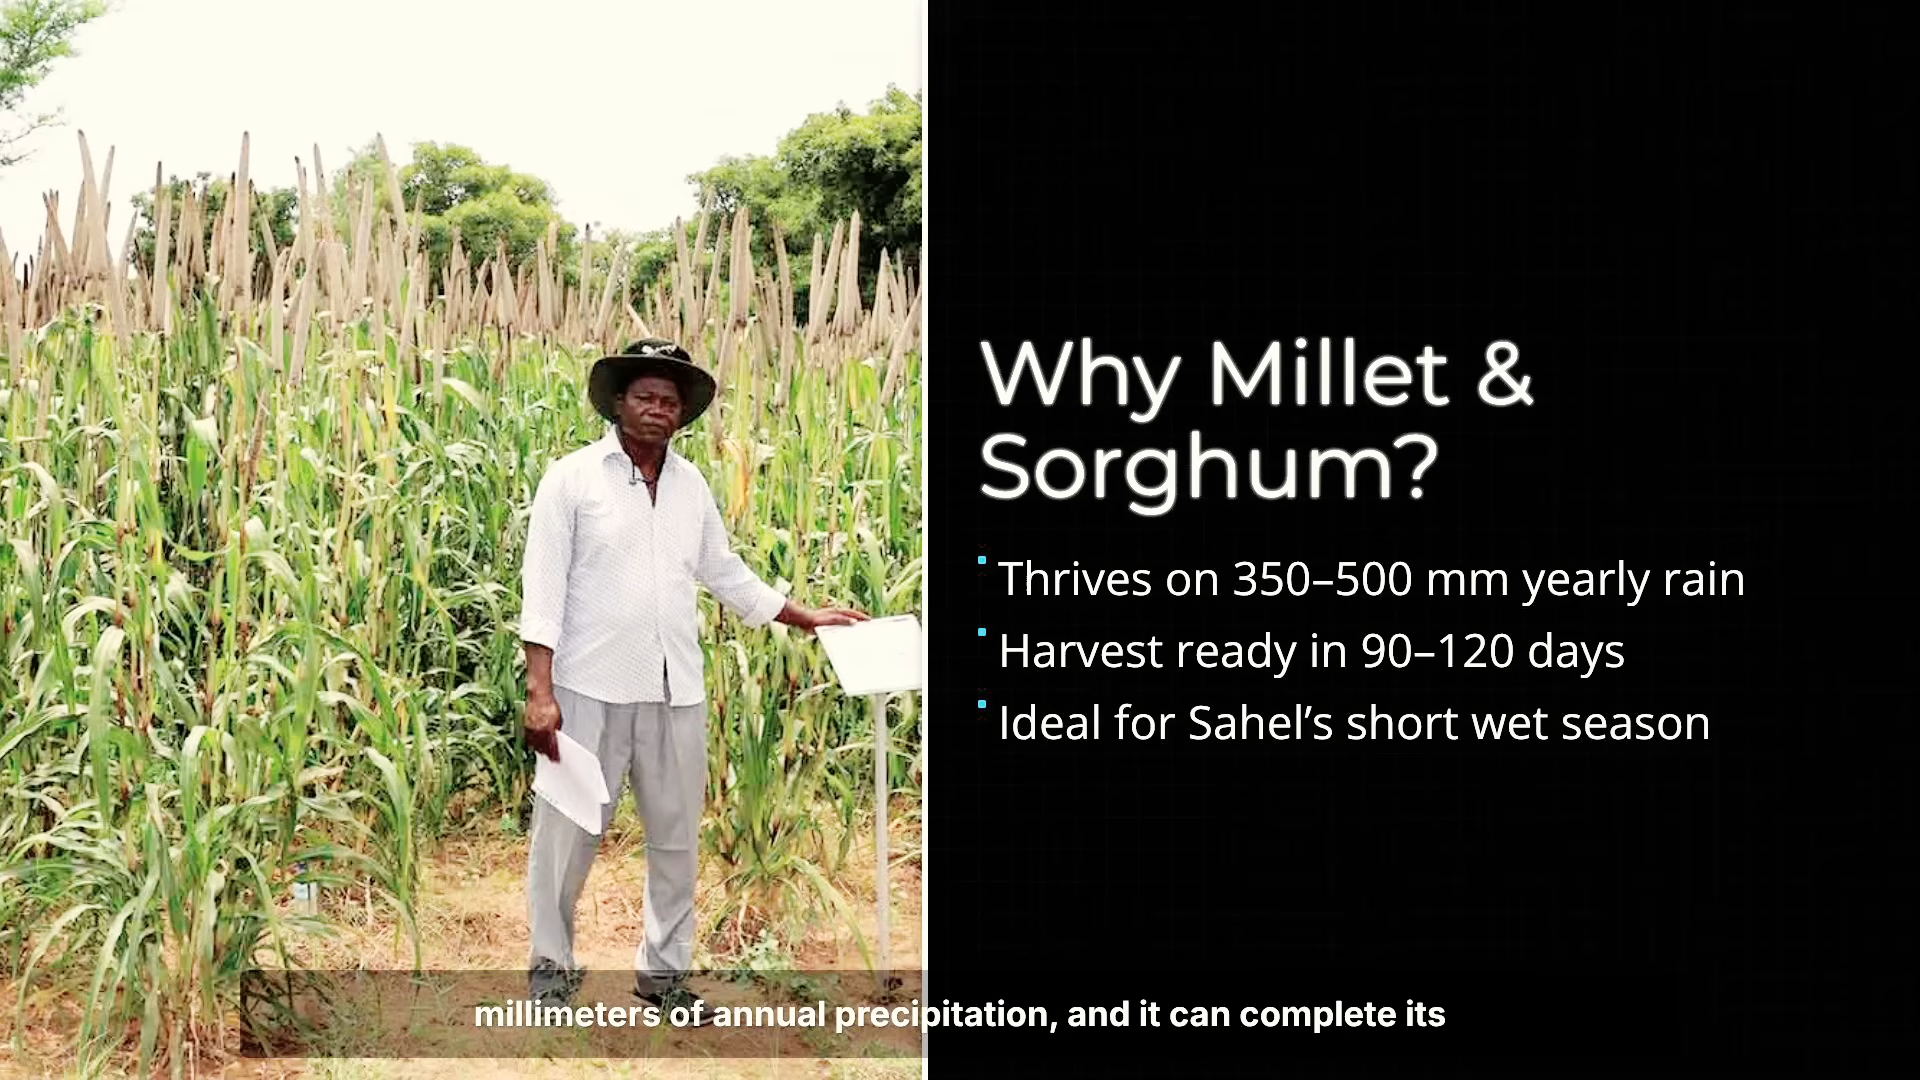 Why Millet &
Sorghum?
Thrives on 350–500 mm yearly rain
Harvest ready in 90–120 days
Ideal for Sahel’s short wet season
millimeters of annual precipitation, and it can complete its